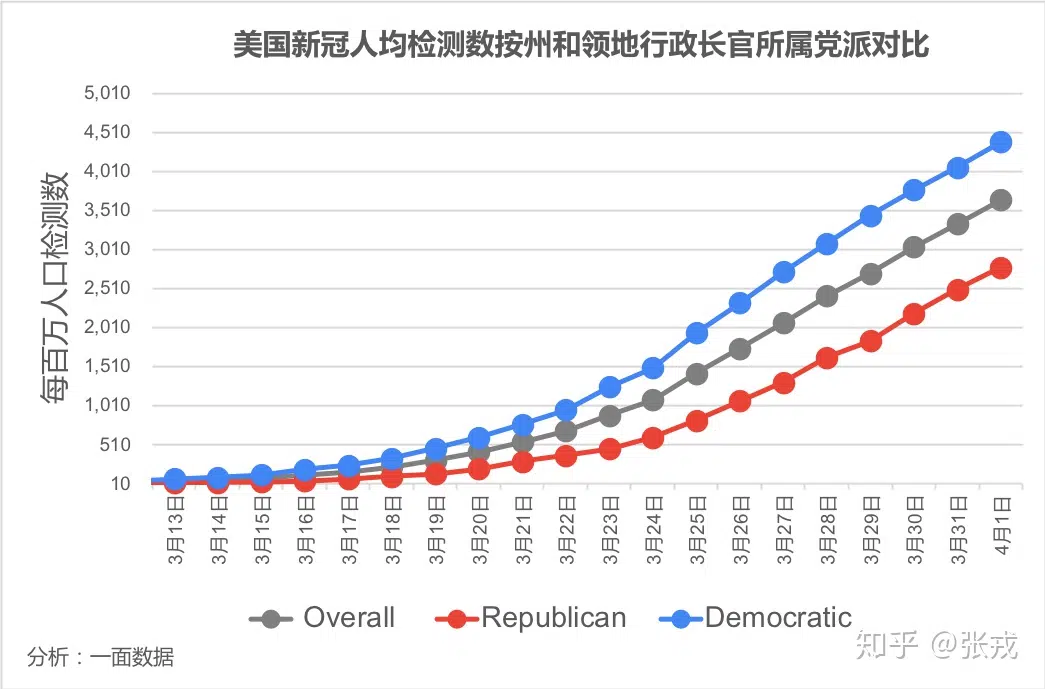 美国新冠人均检测数按州和领地行政长官所属党派对比
每百万人口检测数
5,010
4,510
4,010
3,510
3,010
2,510
2,010
1,510
1,010
510
10
3月13日
3月14日
3月15日
3月16日
3月17日
3月18日
3月19日
3月20日
3月21日
3月22日
3月23日
3月24日
3月25日
3月26日
3月27日
3月28日
3月29日
3月30日
3月31日
4月1日
Overall Republican Democratic
分析：一面数据
知乎 @张戎